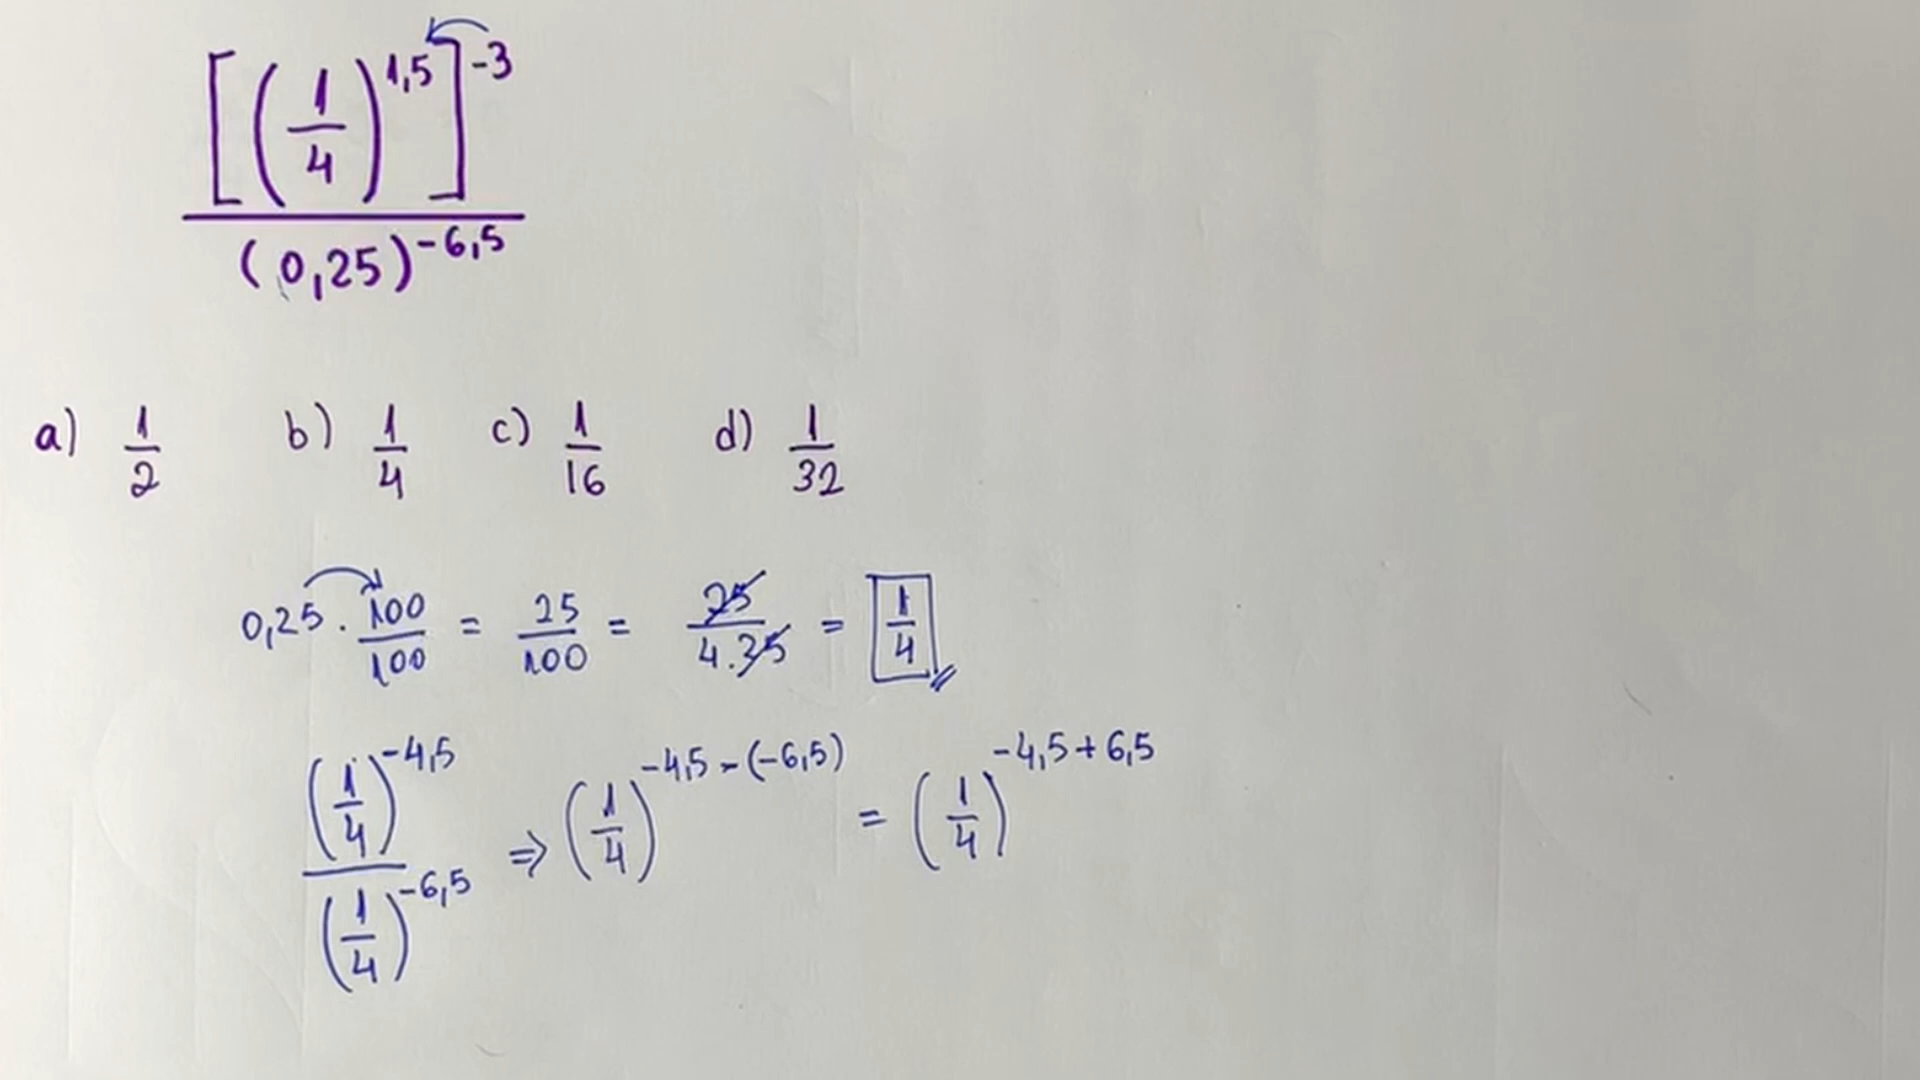 [(1/4)^1,5]^-3
(0,25)^-6,5
a) 1/2 b) 1/4 c) 1/16 d) 1/32
0,25 . 100/100 = 25/100 = 25/4.25 = 1/4
(1/4)^-4,5 / (1/4)^-6,5 ⇒ (1/4)^-4,5-(-6,5) = (1/4)^-4,5+6,5